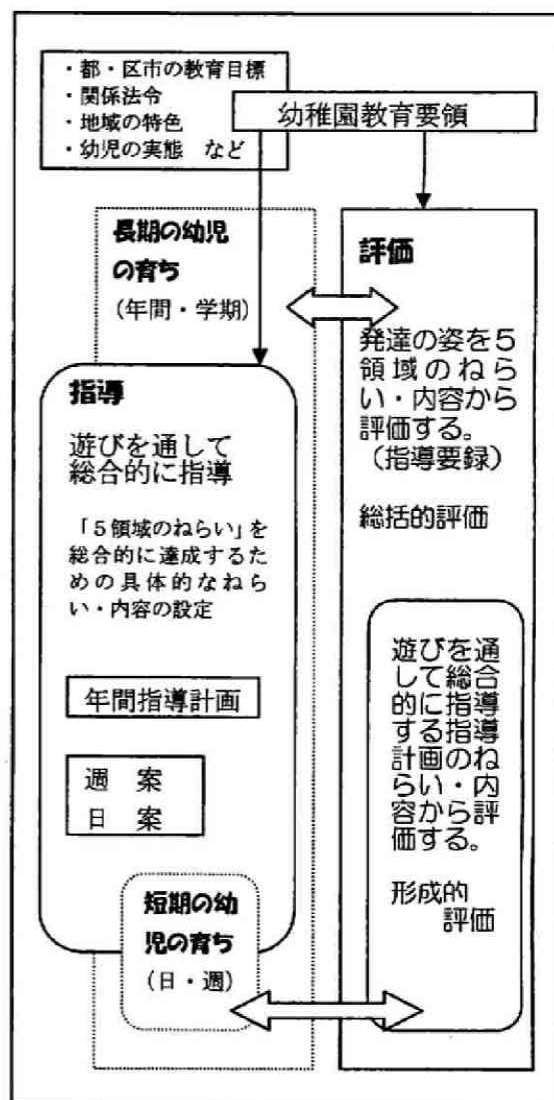 ・都・区市の教育目標
・関係法令
・地域の特色
・幼児の実態　など
幼稚園教育要領
長期の幼児
の育ち
(年間・学期)
指導
遊びを通して
総合的に指導
「５領域のねらい」を
総合的に達成するた
めの具体的なねら
い・内容の設定
年間指導計画
週　案
日　案
短期の幼
児の育ち
(日・週)
評価
発達の姿を５
領域のねら
い・内容から
評価する。
（指導要録）
総括的評価
遊びを通
して総合
的に指導
する指導
計画のね
らい・内
容から評
価する。
形成的
評価